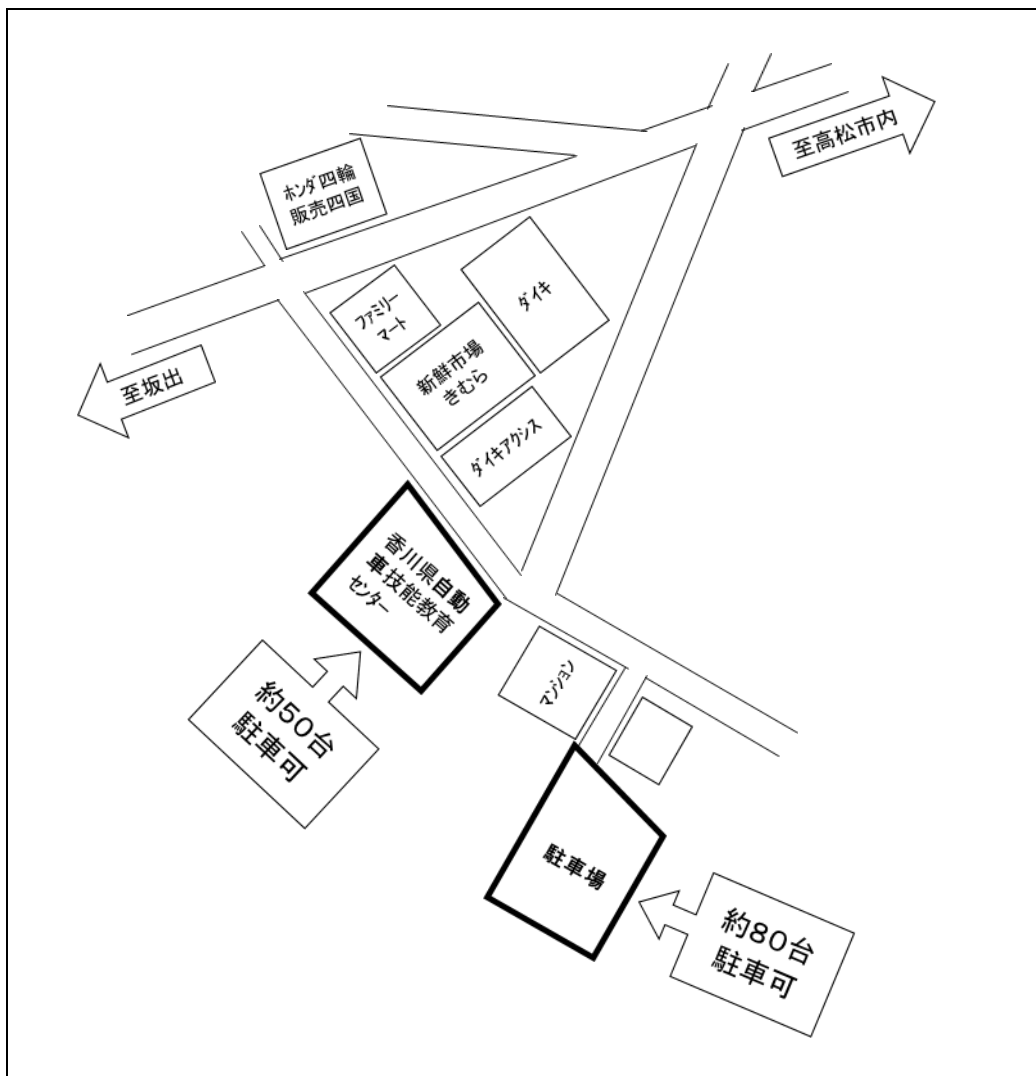 至高松市内
ホンダ四輪
販売四国
ファミリー
マート
ダイキ
新鮮市場
きむら
至坂出
ダイキアクシス
香川県自動
車技能教育
センター
マンション
約50台
駐車可
駐車場
約80台
駐車可